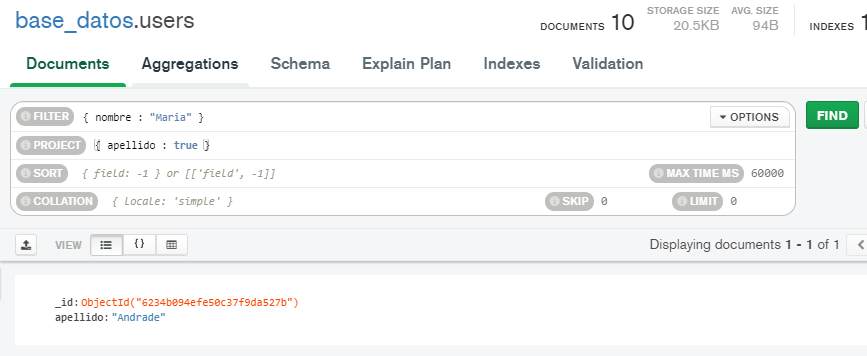 base_datos.users
DOCUMENTS 10 STORAGE SIZE 20.5KB AVG. SIZE 94B INDEXES 1
Documents Aggregations Schema Explain Plan Indexes Validation
FILTER { nombre : "Maria" } OPTIONS FIND
PROJECT { apellido : true }
SORT { field: -1 } or [['field', -1]] MAX TIME MS 60000
COLLATION { locale: 'simple' } SKIP 0 LIMIT 0
VIEW {} Displaying documents 1 - 1 of 1
_id: ObjectId("6234b094efe50c37f9da527b")
apellido: "Andrade"